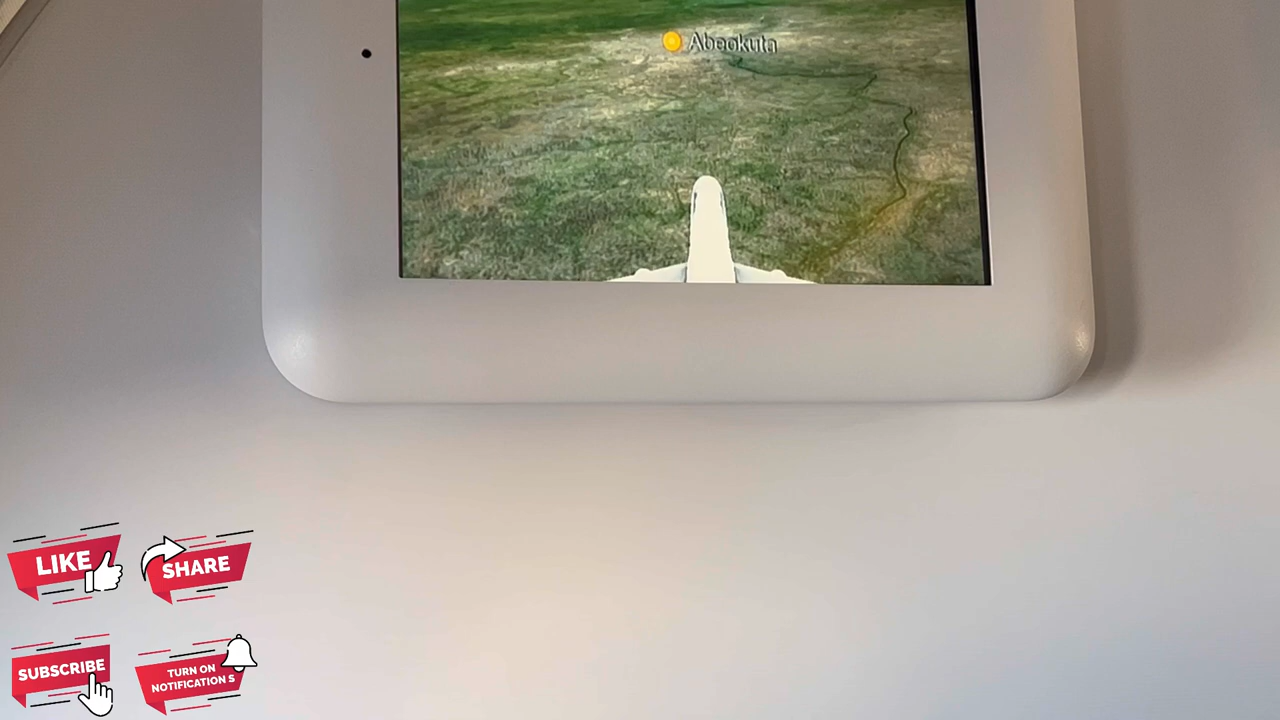 Abeokuta
LIKE
SHARE
SUBSCRIBE
TURN ON
NOTIFICATION S